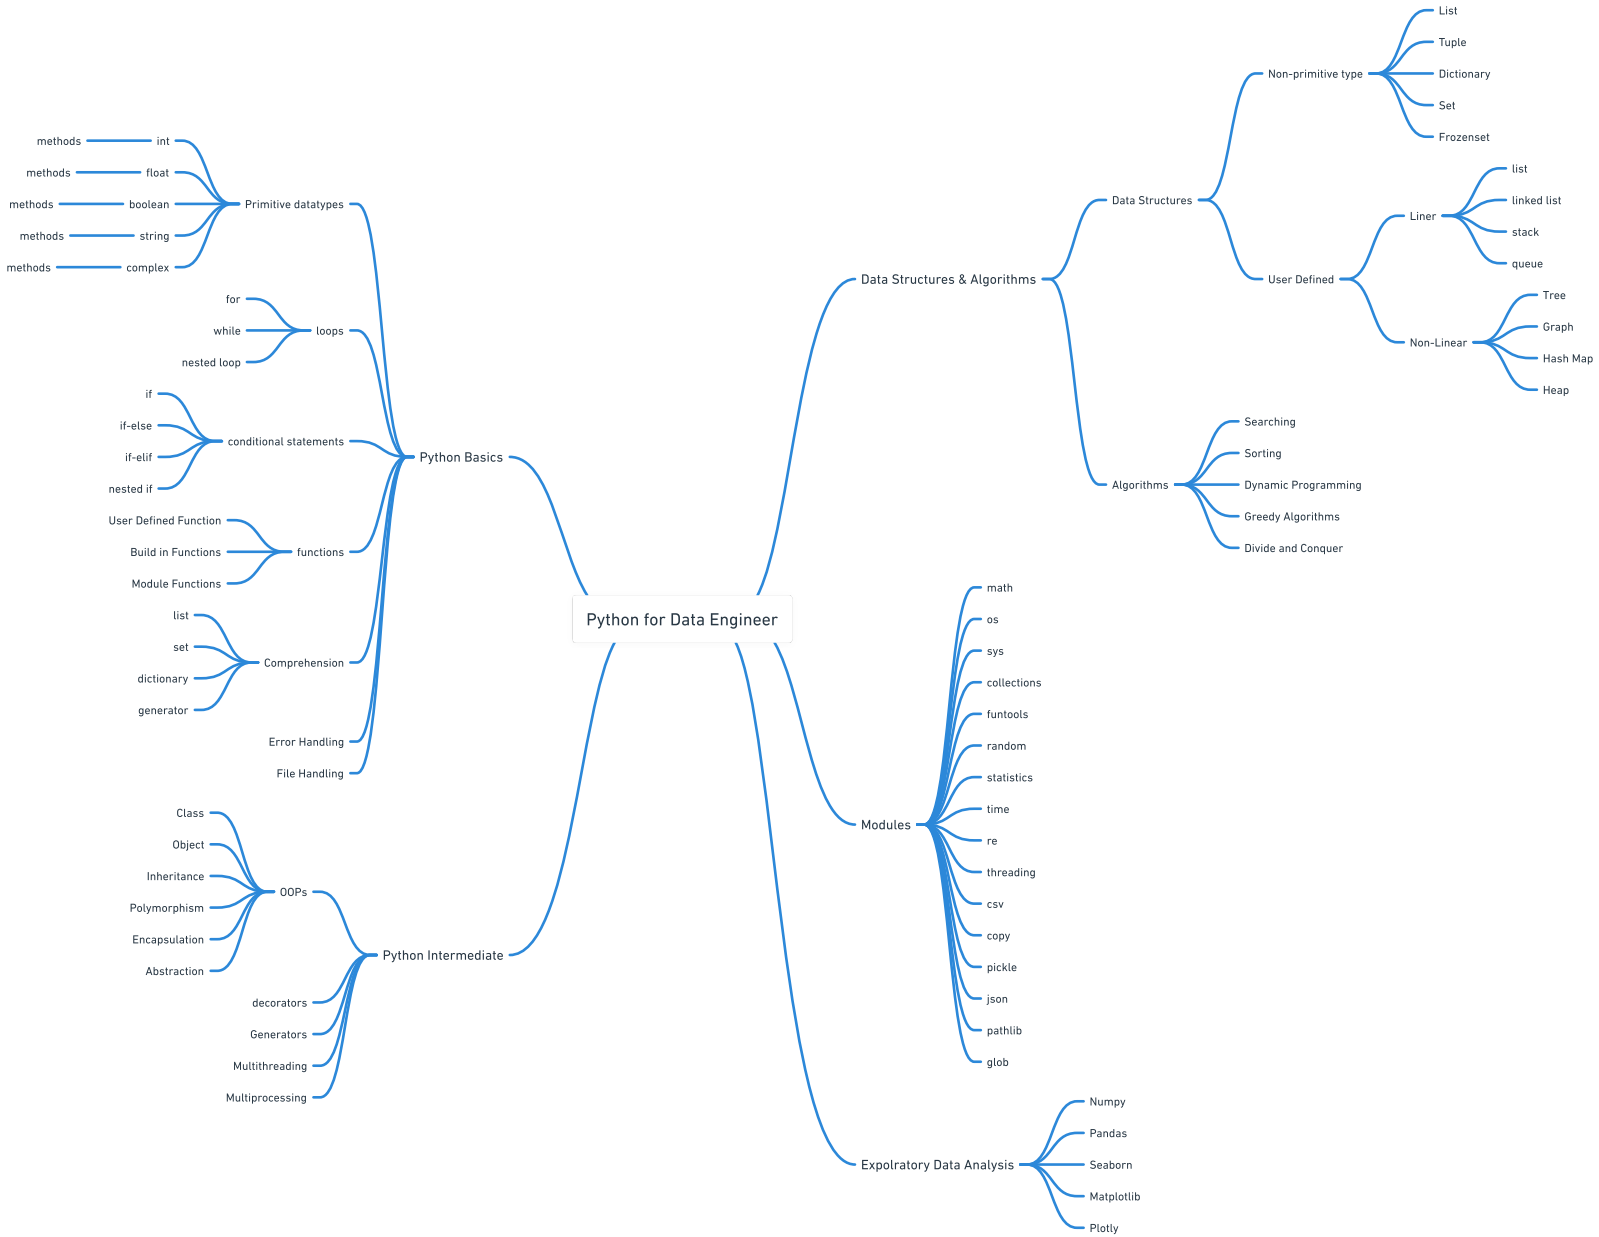 Python for Data Engineer
Python Basics
Primitive datatypes
int
methods
float
methods
boolean
methods
string
methods
complex
methods
loops
for
while
nested loop
conditional statements
if
if-else
if-elif
nested if
functions
User Defined Function
Build in Functions
Module Functions
Comprehension
list
set
dictionary
generator
Error Handling
File Handling
Python Intermediate
OOPs
Class
Object
Inheritance
Polymorphism
Encapsulation
Abstraction
decorators
Generators
Multithreading
Multiprocessing
Data Structures & Algorithms
Data Structures
Non-primitive type
List
Tuple
Dictionary
Set
Frozenset
User Defined
Liner
list
linked list
stack
queue
Non-Linear
Tree
Graph
Hash Map
Heap
Algorithms
Searching
Sorting
Dynamic Programming
Greedy Algorithms
Divide and Conquer
Modules
math
os
sys
collections
funtools
random
statistics
time
re
threading
csv
copy
pickle
json
pathlib
glob
Expolratory Data Analysis
Numpy
Pandas
Seaborn
Matplotlib
Plotly